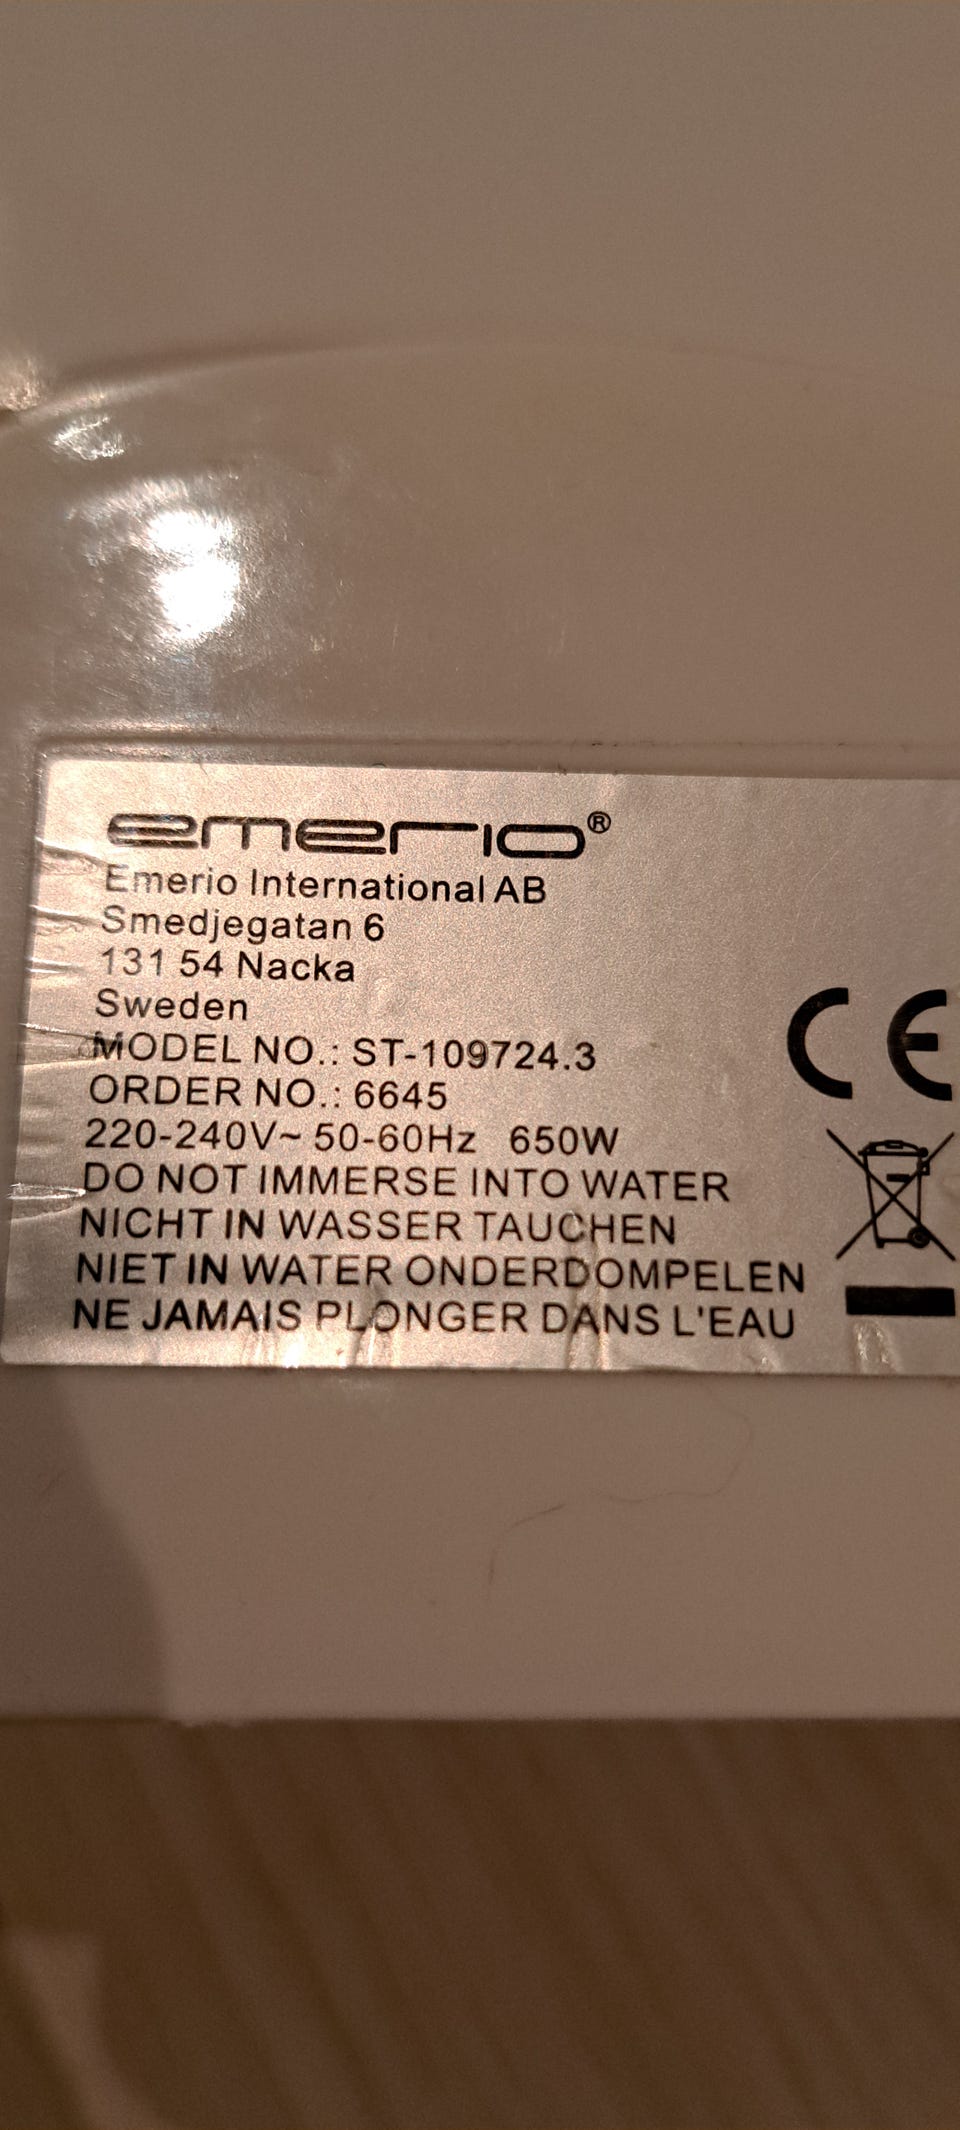 emerio®
Emerio International AB
Smedjegatan 6
131 54 Nacka
Sweden
MODEL NO.: ST-109724.3
ORDER NO.: 6645
220-240V~ 50-60Hz 650W
DO NOT IMMERSE INTO WATER
NICHT IN WASSER TAUCHEN
NIET IN WATER ONDERDOMPELEN
NE JAMAIS PLONGER DANS L'EAU
CE